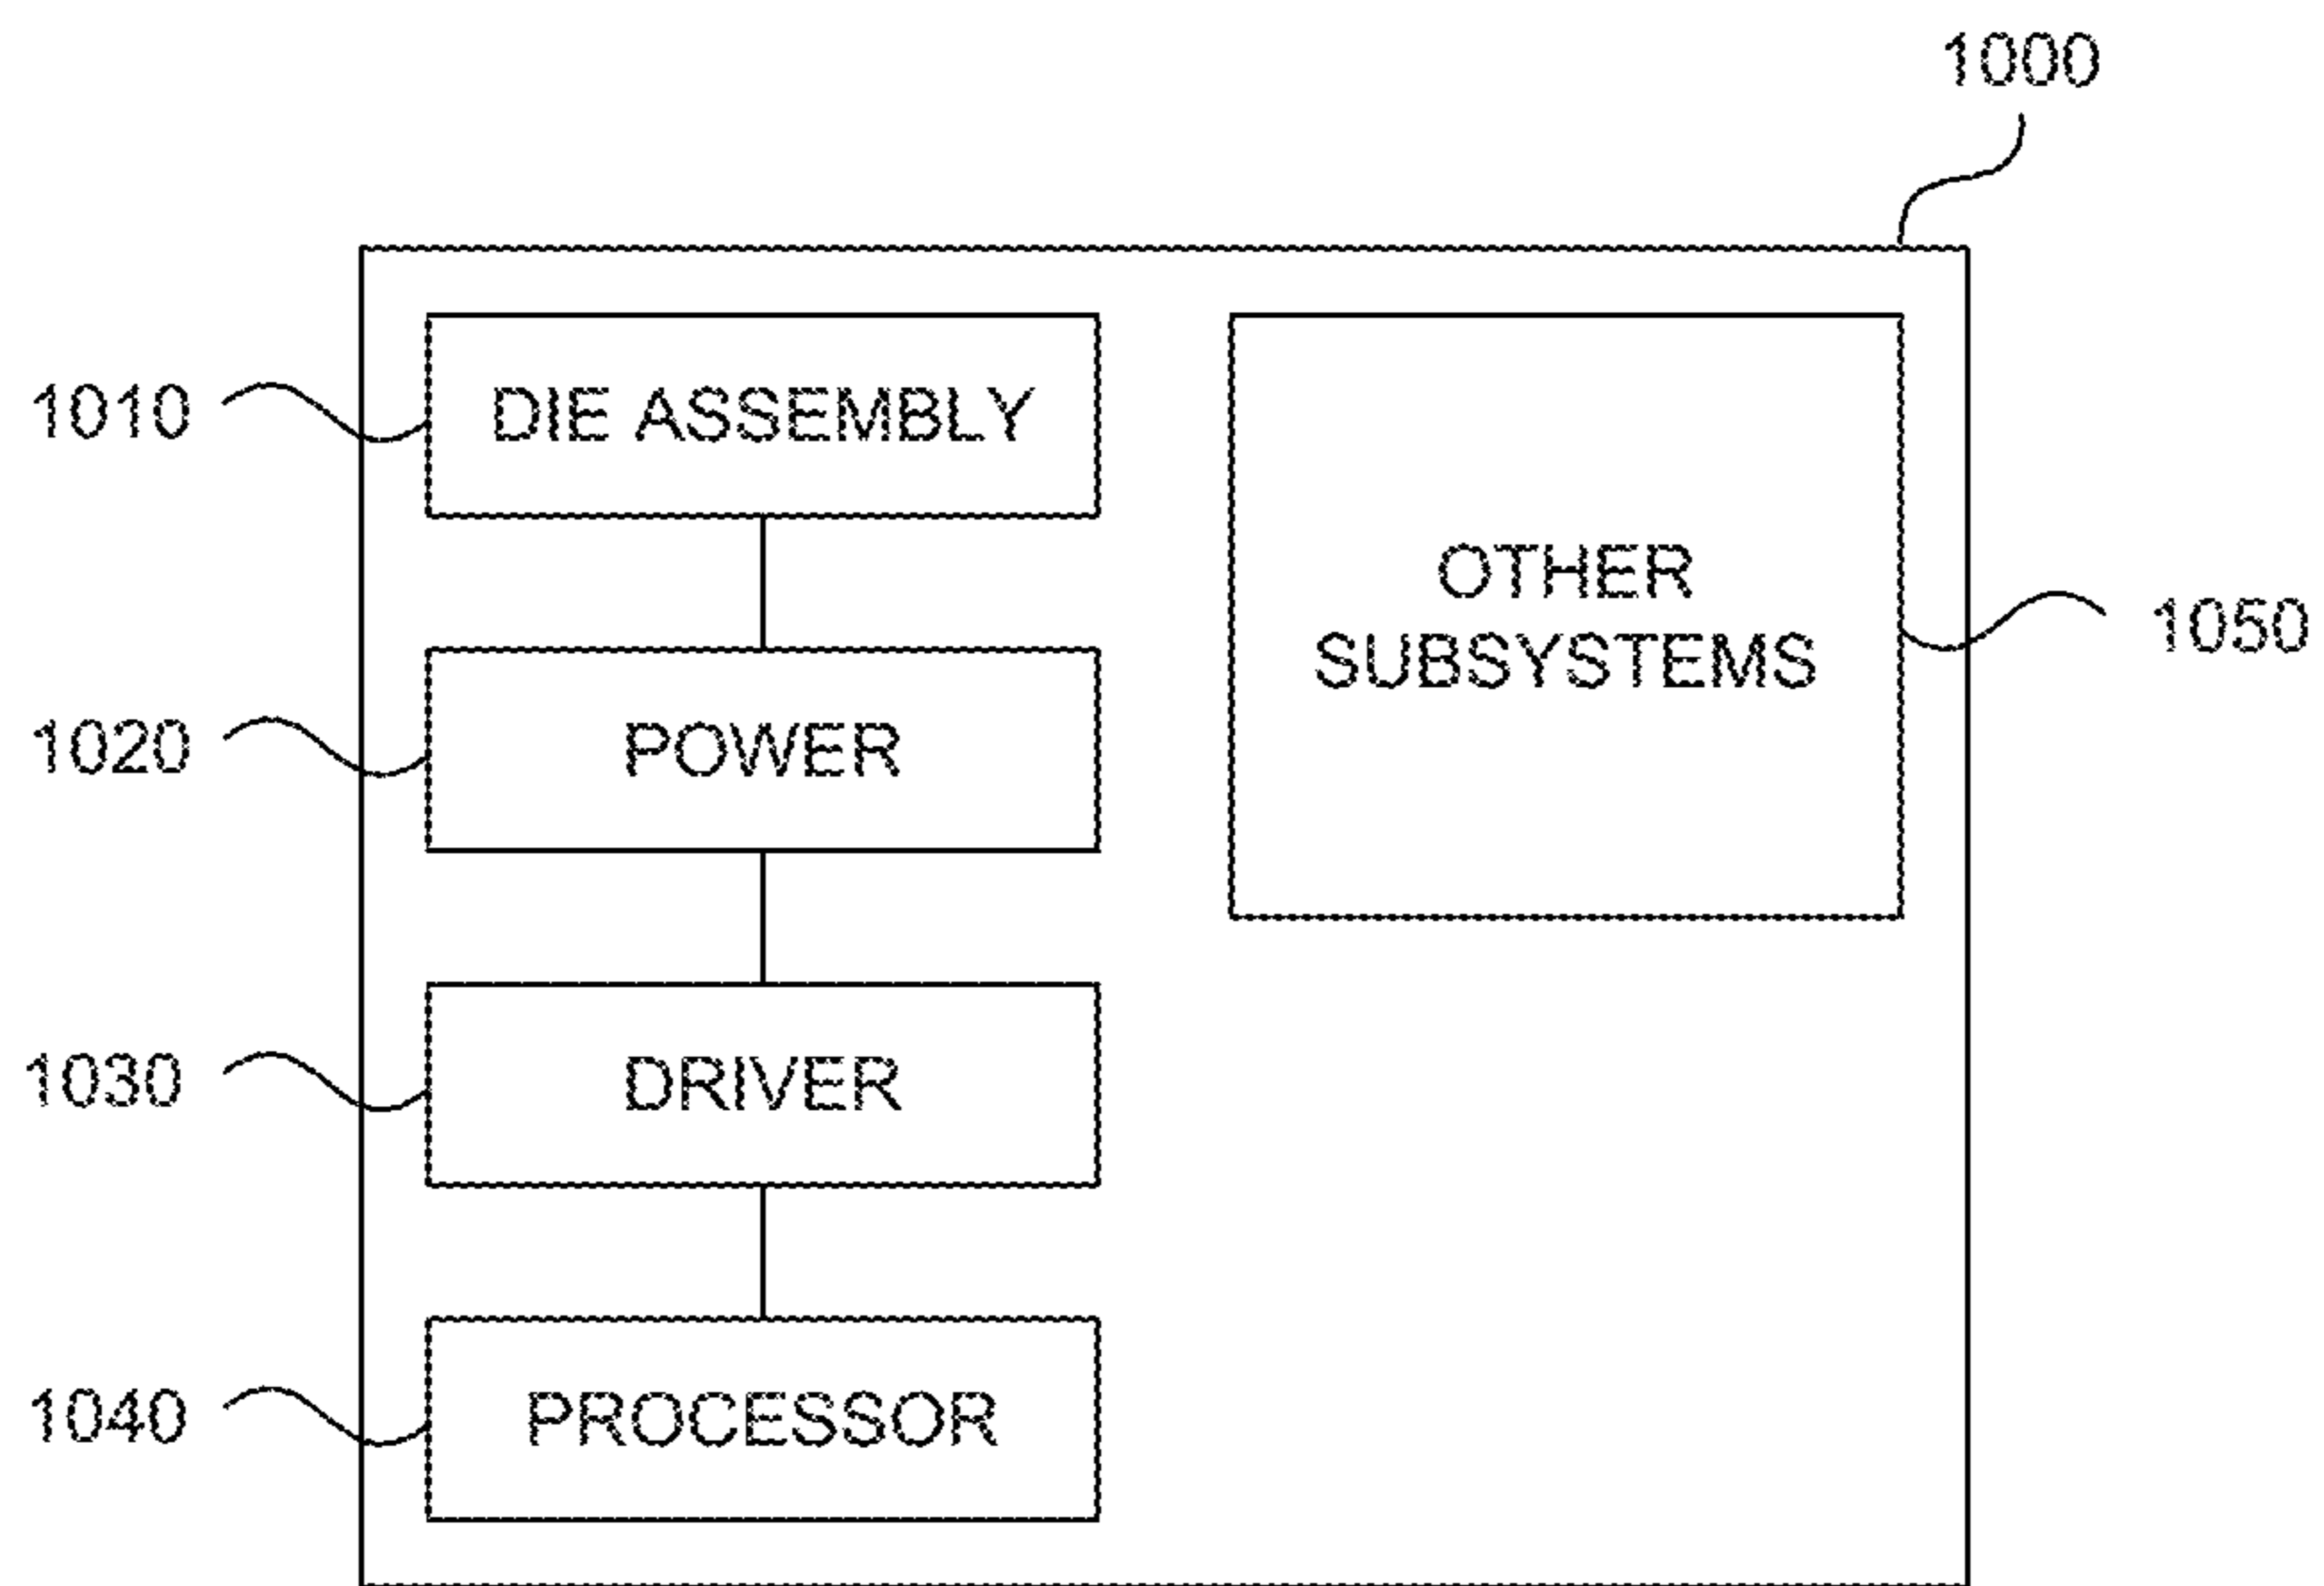 1000
1010
DIE ASSEMBLY
OTHER
SUBSYSTEMS
1050
1020
POWER
1030
DRIVER
1040
PROCESSOR